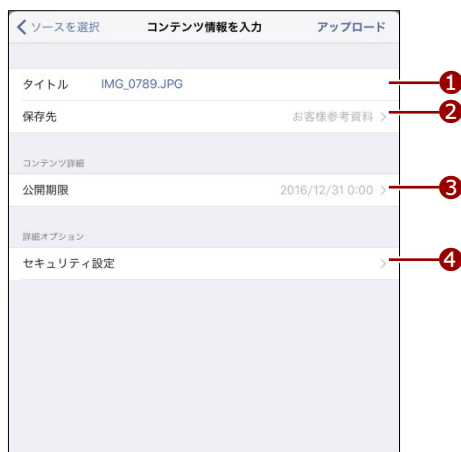 ソースを選択 コンテンツ情報を入力 アップロード
タイトル IMG_0789.JPG 1
保存先 お客様参考資料 2
コンテンツ詳細
公開期限 2016/12/31 0:00 3
詳細オプション
セキュリティ設定 4